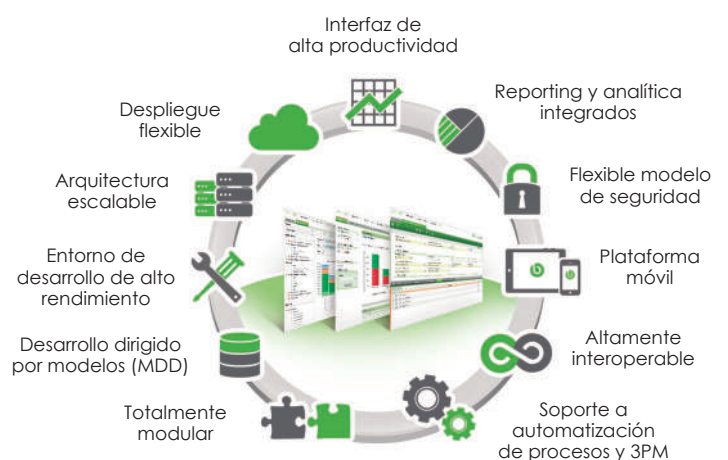 Interfaz de
alta productividad
Reporting y analítica
integrados
Flexible modelo
de seguridad
Plataforma
móvil
Altamente
interoperable
Soporte a
automatización
de procesos y 3PM
Totalmente
modular
Desarrollo dirigido
por modelos (MDD)
Entorno de
desarrollo de alto
rendimiento
Arquitectura
escalable
Despliegue
flexible